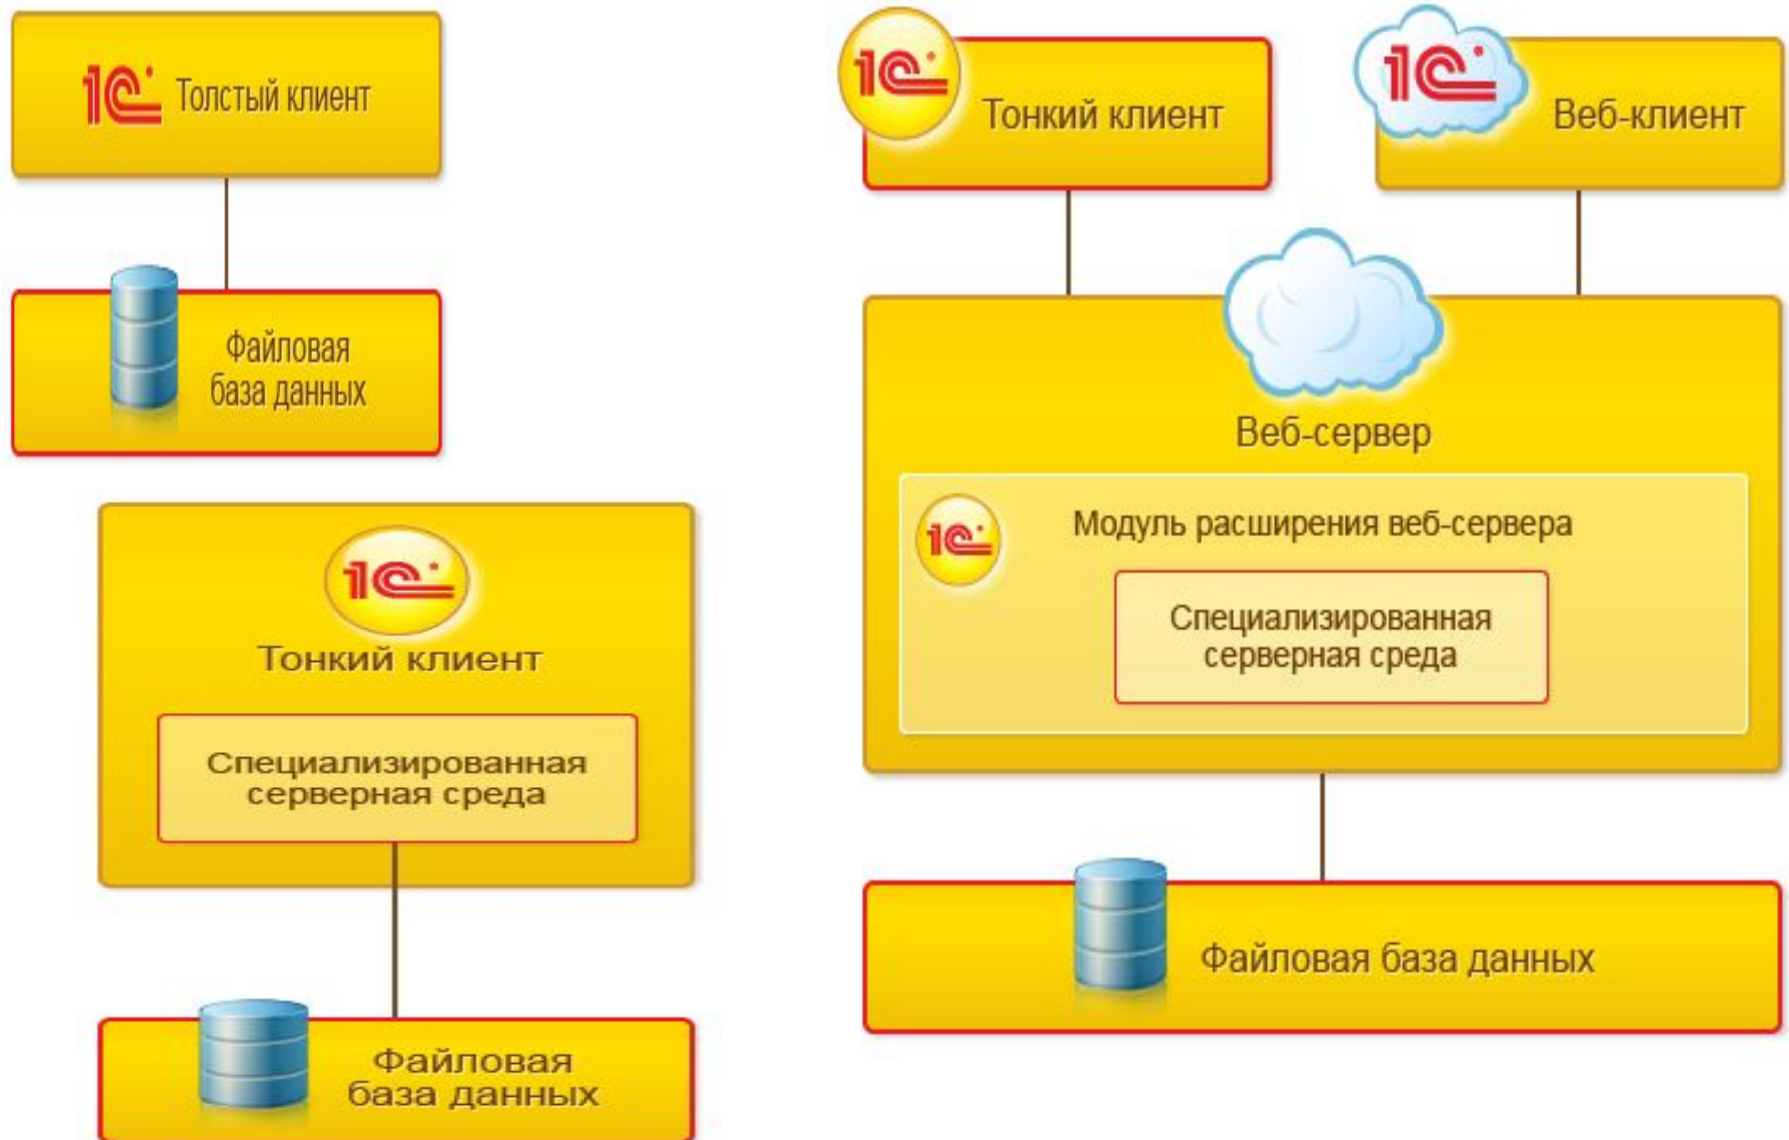 1С Толстый клиент
Файловая
база данных
1С
Тонкий клиент
Специализированная
серверная среда
Файловая
база данных
1С
Тонкий клиент
1С
Веб-клиент
Веб-сервер
1С
Модуль расширения веб-сервера
Специализированная
серверная среда
Файловая база данных